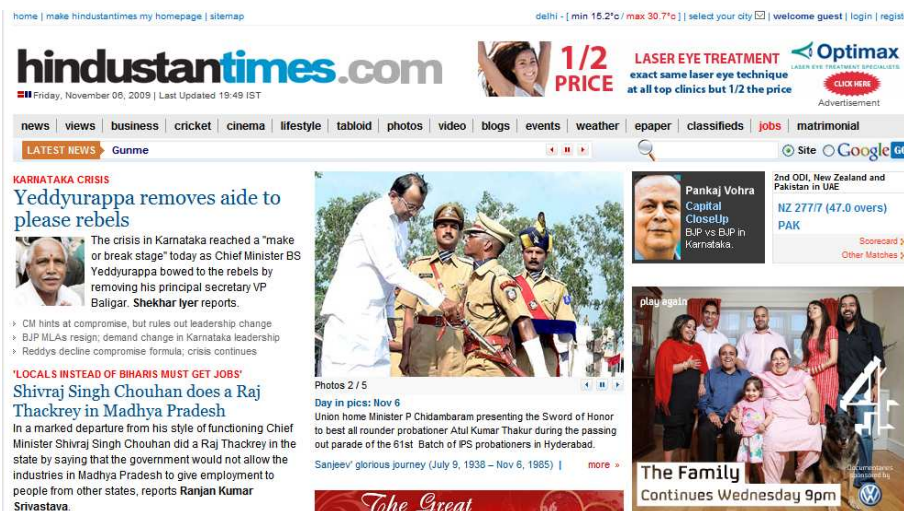 home | make hindustantimes my homepage | sitemap
delhi - [ min 15.2°c / max 30.7°c ] | select your city | welcome guest | login | regist
hindustantimes.com
Friday, November 06, 2009 | Last Updated 19:49 IST
1/2
PRICE
LASER EYE TREATMENT
exact same laser eye technique
at all top clinics but 1/2 the price
Optimax
LASER EYE TREATMENT SPECIALISTS
CLICK HERE
Advertisement
news | views | business | cricket | cinema | lifestyle | tabloid | photos | video | blogs | events | weather | epaper | classifieds | jobs | matrimonial
LATEST NEWS Gunme
Site Google GO
KARNATAKA CRISIS
Yeddyurappa removes aide to
please rebels
The crisis in Karnataka reached a "make
or break stage" today as Chief Minister BS
Yeddyurappa bowed to the rebels by
removing his principal secretary VP
Baligar. Shekhar Iyer reports.
CM hints at compromise, but rules out leadership change
BJP MLAs resign; demand change in Karnataka leadership
Reddys decline compromise formula; crisis continues
'LOCALS INSTEAD OF BIHARIS MUST GET JOBS'
Shivraj Singh Chouhan does a Raj
Thackrey in Madhya Pradesh
In a marked departure from his style of functioning Chief
Minister Shivraj Singh Chouhan did a Raj Thackrey in the
state by saying that the government would not allow the
industries in Madhya Pradesh to give employment to
people from other states, reports Ranjan Kumar
Srivastava.
Photos 2 / 5
Day in pics: Nov 6
Union home Minister P Chidambaram presenting the Sword of Honor
to best all rounder probationer Atul Kumar Thakur during the passing
out parade of the 61st Batch of IPS probationers in Hyderabad.
Sanjeev' glorious journey (July 9, 1938 – Nov 6, 1985) | more »
The Great
Pankaj Vohra
Capital
CloseUp
BJP vs BJP in
Karnataka.
2nd ODI, New Zealand and
Pakistan in UAE
NZ 277/7 (47.0 overs)
PAK
Scorecard
Other Matches
play again
4
The Family
Continues Wednesday 9pm
Documentaries
sponsored by